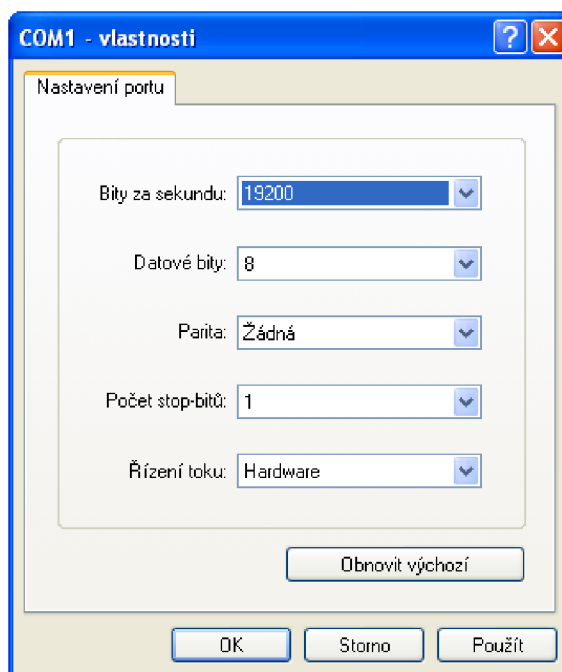 COM1 - vlastnosti
Nastavení portu
Bity za sekundu: 19200
Datové bity: 8
Parita: Žádná
Počet stop-bitů: 1
Řízení toku: Hardware
Obnovit výchozí
OK Storno Použít